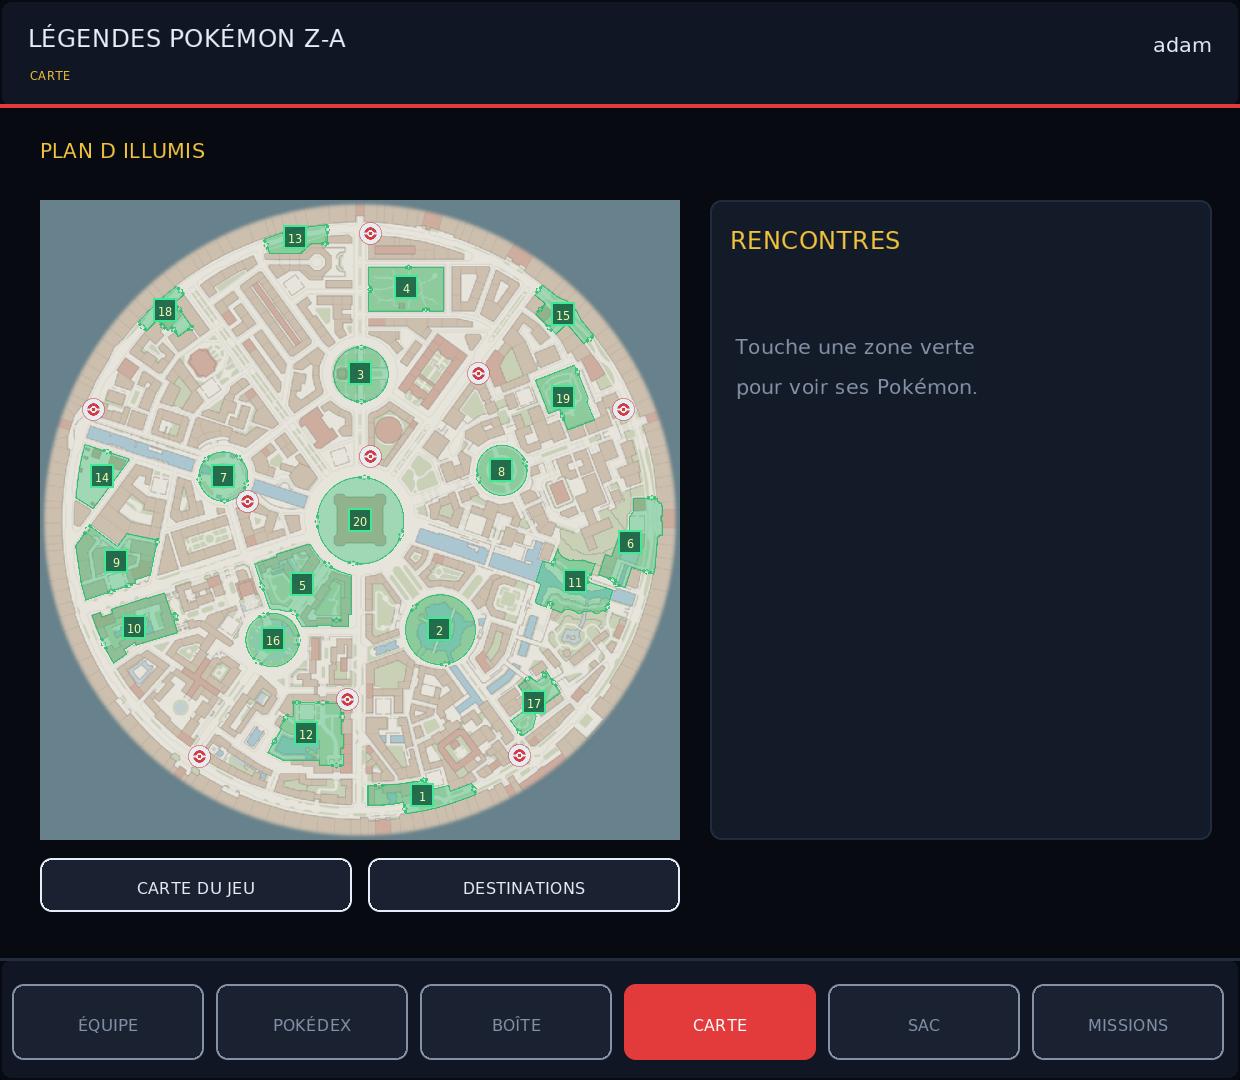 LÉGENDES POKÉMON Z-A
adam
CARTE
PLAN D ILLUMIS
13
4
18
15
3
19
14
7
8
20
9
6
5
11
10
16
2
17
12
1
RENCONTRES
Touche une zone verte
pour voir ses Pokémon.
CARTE DU JEU
DESTINATIONS
ÉQUIPE
POKÉDEX
BOÎTE
CARTE
SAC
MISSIONS